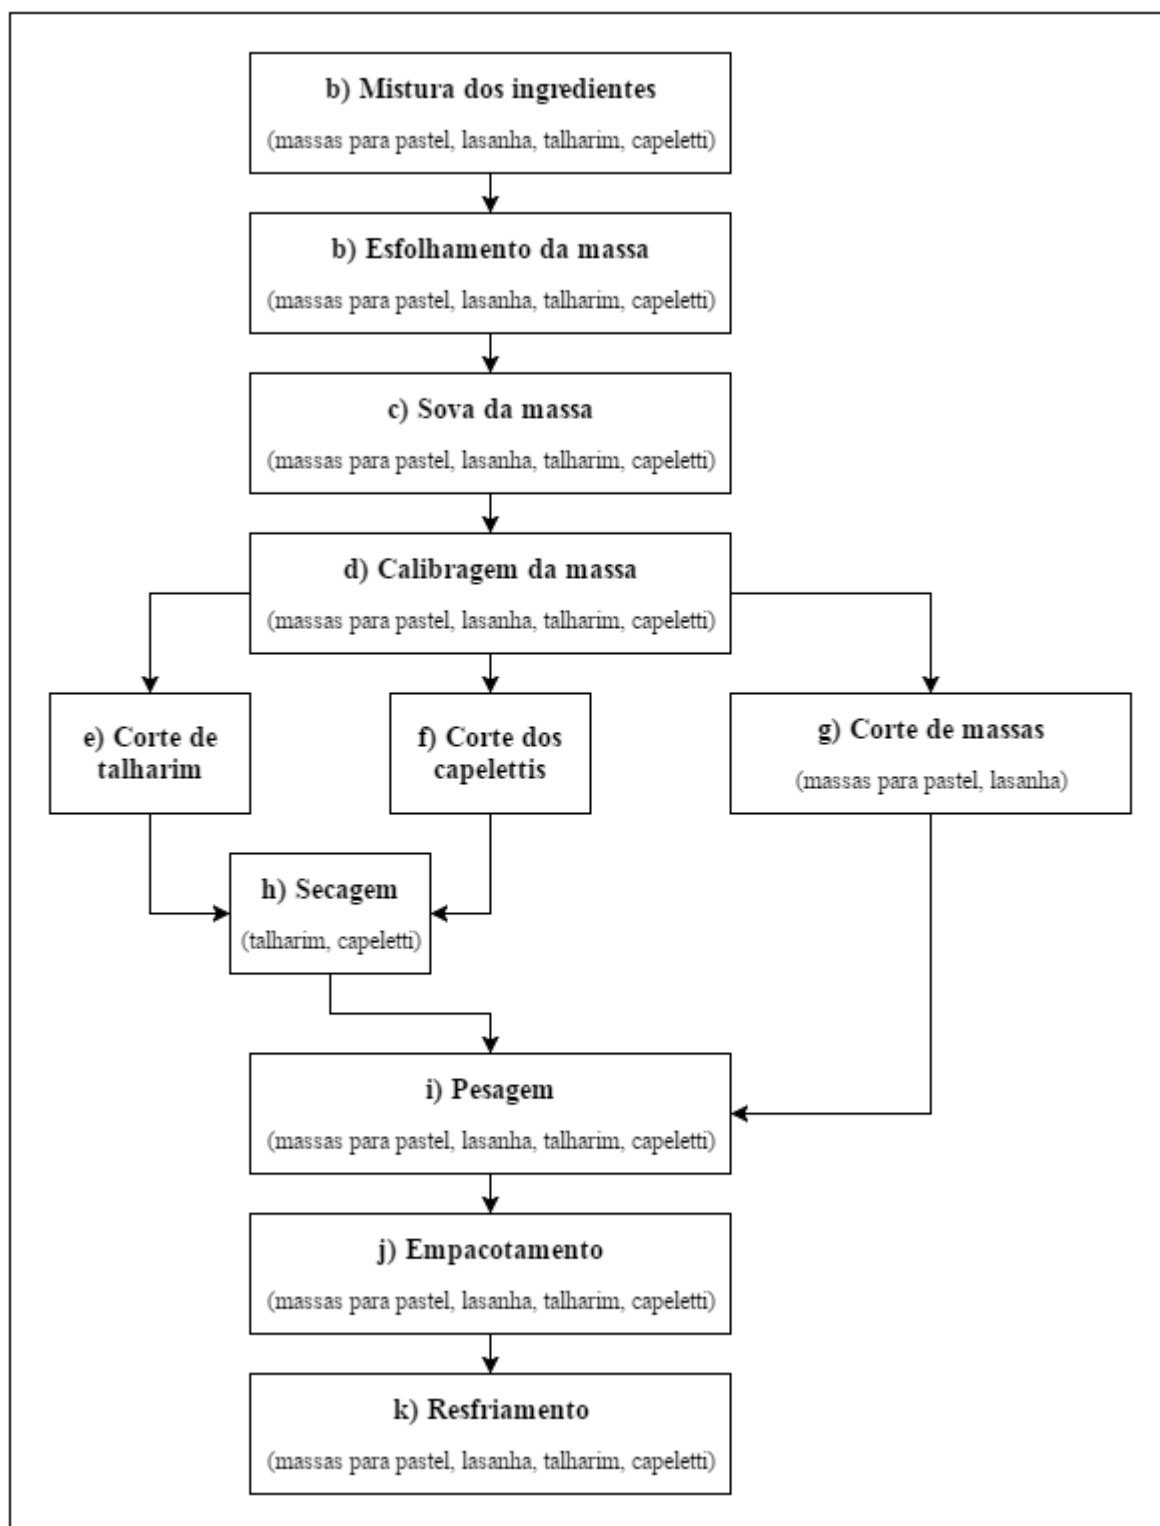 b) Mistura dos ingredientes
(massas para pastel, lasanha, talharim, capeletti)
b) Esfolhamento da massa
(massas para pastel, lasanha, talharim, capeletti)
c) Sova da massa
(massas para pastel, lasanha, talharim, capeletti)
d) Calibragem da massa
(massas para pastel, lasanha, talharim, capeletti)
e) Corte de
talharim
f) Corte dos
capelettis
g) Corte de massas
(massas para pastel, lasanha)
h) Secagem
(talharim, capeletti)
i) Pesagem
(massas para pastel, lasanha, talharim, capeletti)
j) Empacotamento
(massas para pastel, lasanha, talharim, capeletti)
k) Resfriamento
(massas para pastel, lasanha, talharim, capeletti)